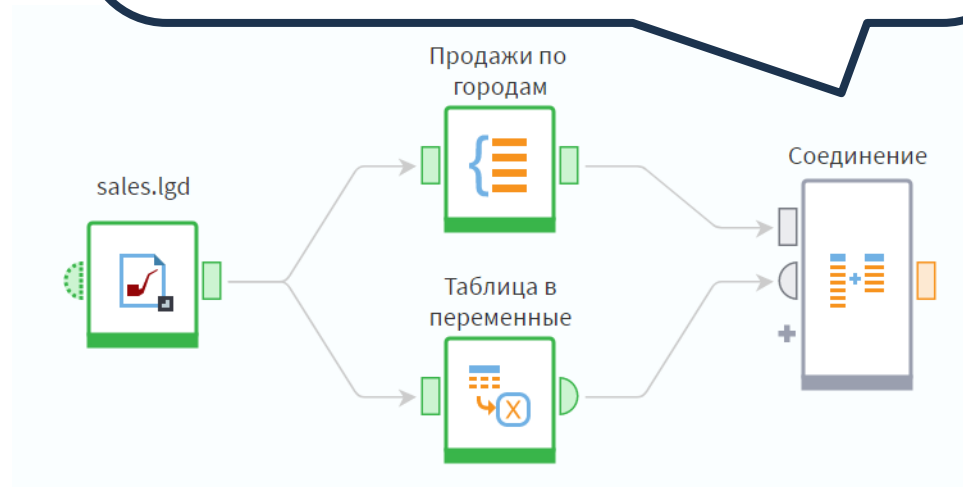 Продажи по
городам
Соединение
sales.lgd
Таблица в
переменные
X